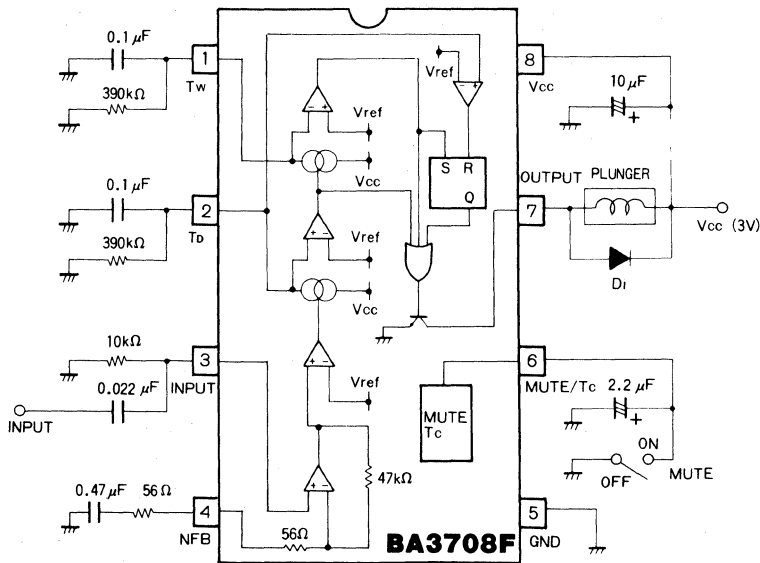 0.1μF
390kΩ
1
Tw
0.1μF
390kΩ
2
TD
10kΩ
0.022μF
3
INPUT
INPUT
0.47μF
56Ω
4
NFB
56Ω
47kΩ
- +
Vref
Vcc
+ -
Vref
Vcc
+ -
Vref
+ -
Vref
- +
S R
Q
MUTE
Tc
BA3708F
8
Vcc
10μF
+
OUTPUT
7
PLUNGER
Vcc (3V)
D1
6
MUTE/Tc
2.2μF
+
ON
OFF
MUTE
5
GND